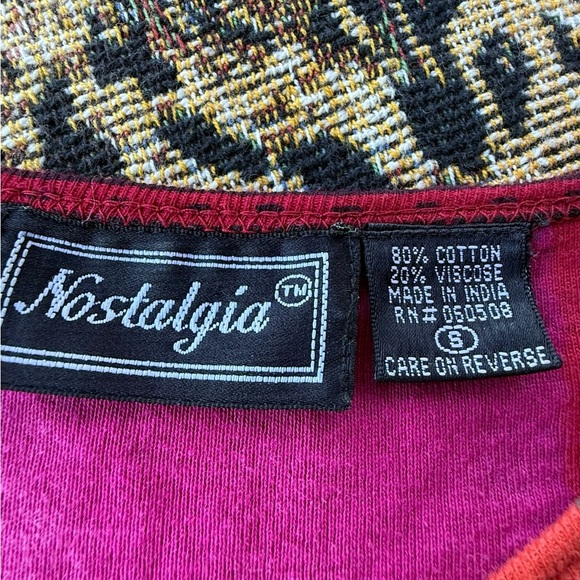 Nostalgia™
80% COTTON
20% VISCOSE
MADE IN INDIA
RN# 060508
S
CARE ON REVERSE